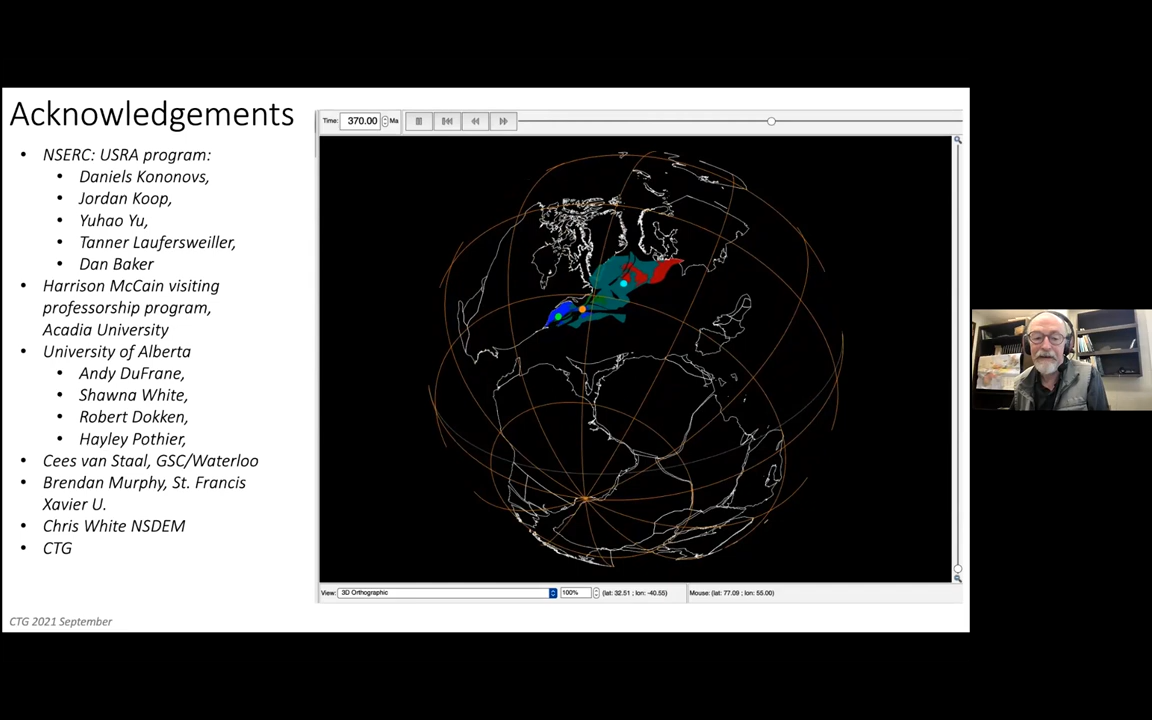 Acknowledgements
• NSERC: USRA program:
• Daniels Kononovs,
• Jordan Koop,
• Yuhao Yu,
• Tanner Laufersweiller,
• Dan Baker
• Harrison McCain visiting
professorship program,
Acadia University
• University of Alberta
• Andy DuFrane,
• Shawna White,
• Robert Dokken,
• Hayley Pothier,
• Cees van Staal, GSC/Waterloo
• Brendan Murphy, St. Francis
Xavier U.
• Chris White NSDEM
• CTG
CTG 2021 September
Time: 370.00 Ma
View: 3D Orthographic 100% (lat: 32.51 ; lon: -40.55) Mouse: (lat: 77.09 ; lon: 55.00)